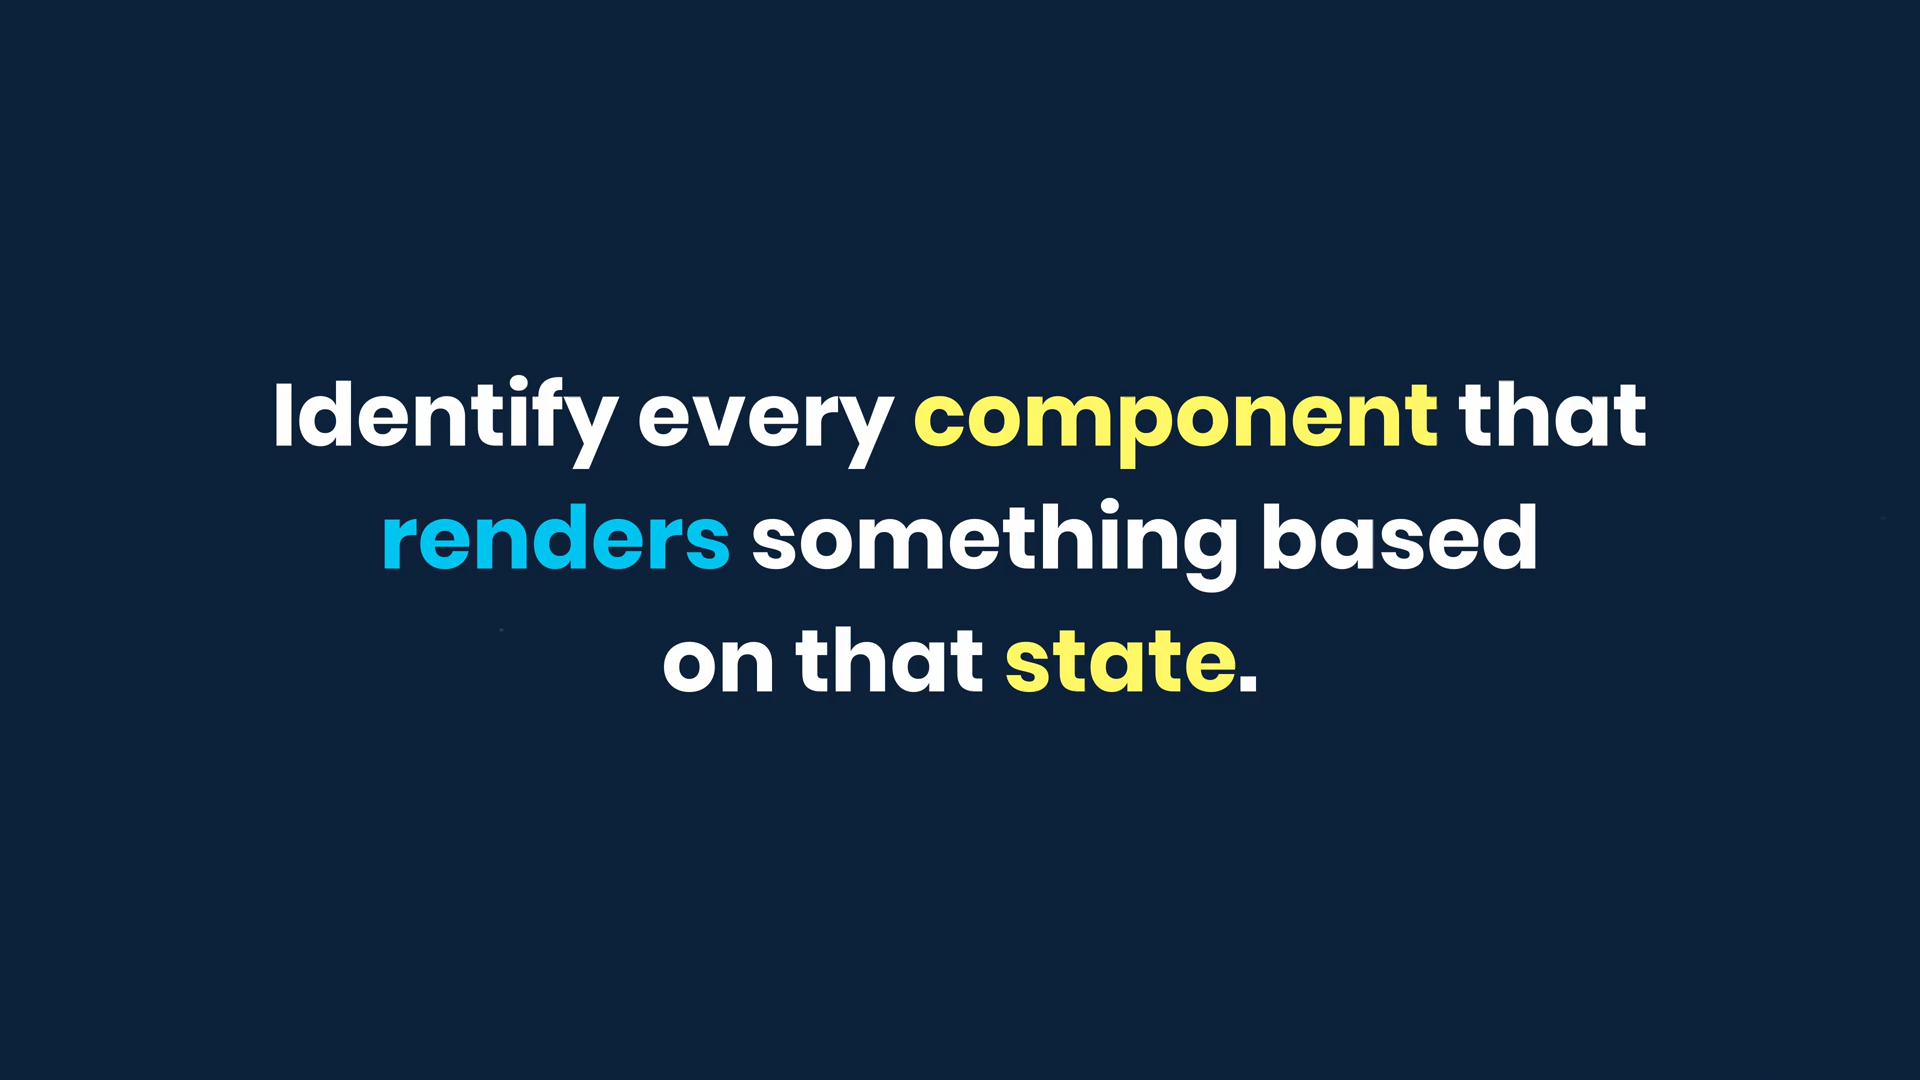 Identify every component that
renders something based
on that state.